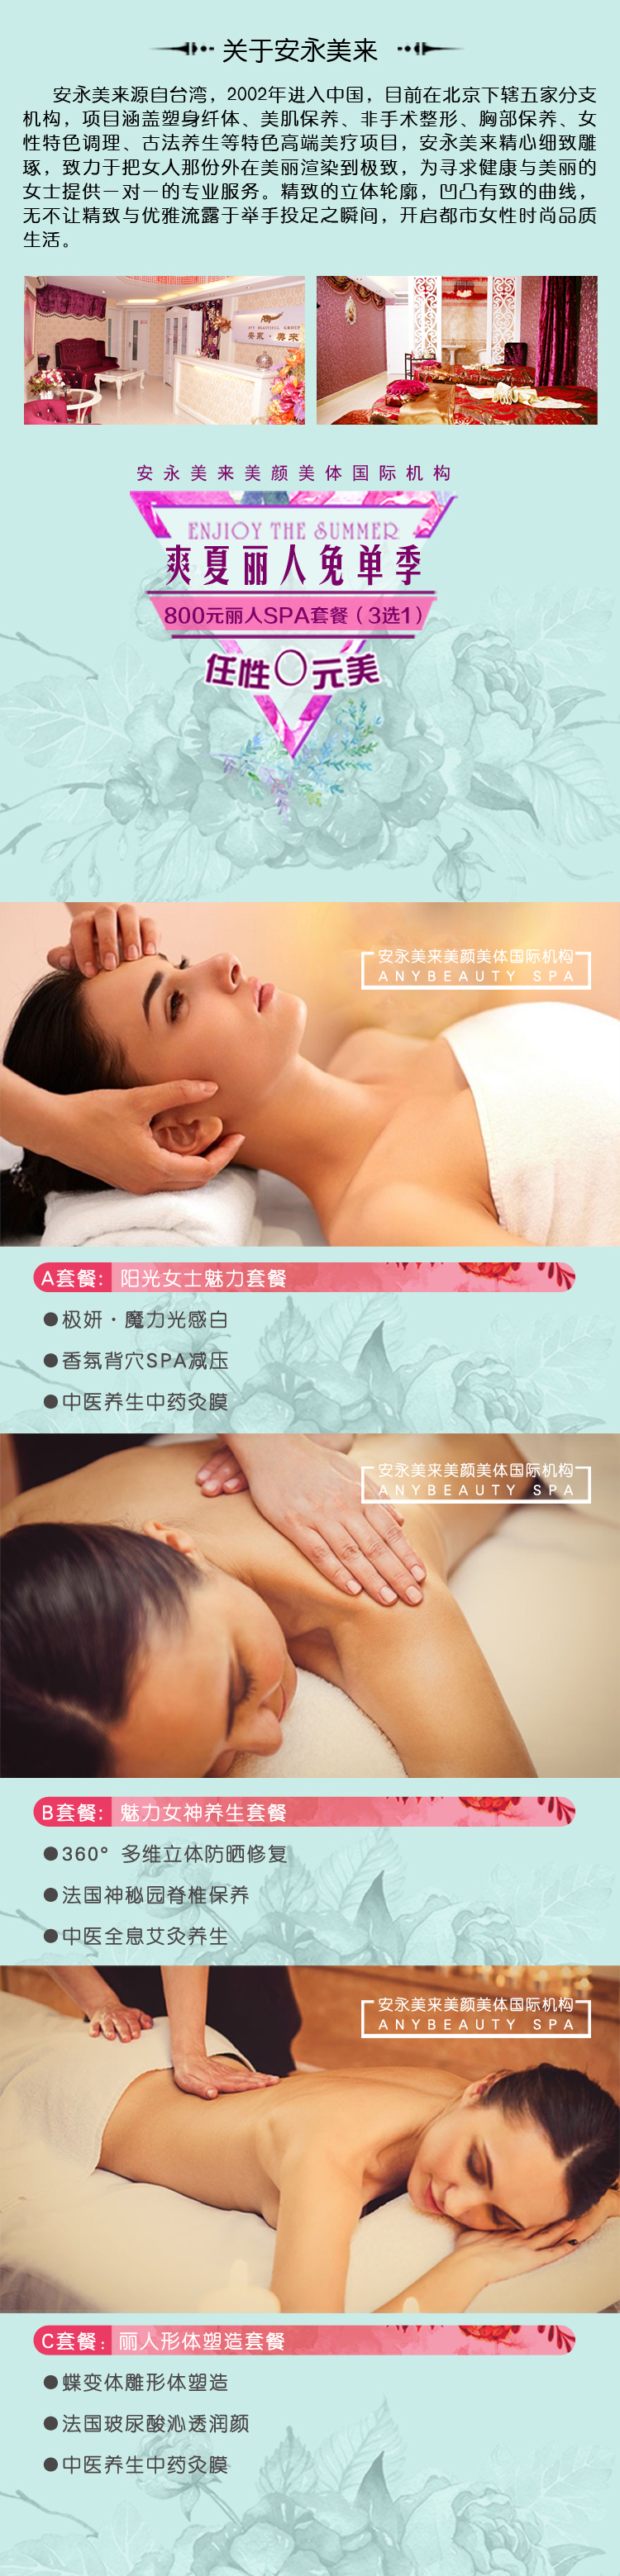 关于安永美来
安永美来源自台湾，2002年进入中国，目前在北京下辖五家分支
机构，项目涵盖塑身纤体、美肌保养、非手术整形、胸部保养、女
性特色调理、古法养生等特色高端美疗项目，安永美来精心细致雕
琢，致力于把女人那份外在美丽渲染到极致，为寻求健康与美丽的
女士提供一对一的专业服务。精致的立体轮廓，凹凸有致的曲线，
无不让精致与优雅流露于举手投足之瞬间，开启都市女性时尚品质
生活。
安永·美来
安永美来美颜美体国际机构
ENJIOY THE SUMMER
爽夏丽人免单季
800元丽人SPA套餐（3选1）
任性0元美
安永美来美颜美体国际机构
ANYBEAUTY SPA
A套餐：阳光女士魅力套餐
●极妍·魔力光感白
●香氛背穴SPA减压
●中医养生中药灸膜
安永美来美颜美体国际机构
ANYBEAUTY SPA
B套餐：魅力女神养生套餐
●360°多维立体防晒修复
●法国神秘园脊椎保养
●中医全息艾灸养生
安永美来美颜美体国际机构
ANYBEAUTY SPA
C套餐：丽人形体塑造套餐
●蝶变体雕形体塑造
●法国玻尿酸沁透润颜
●中医养生中药灸膜